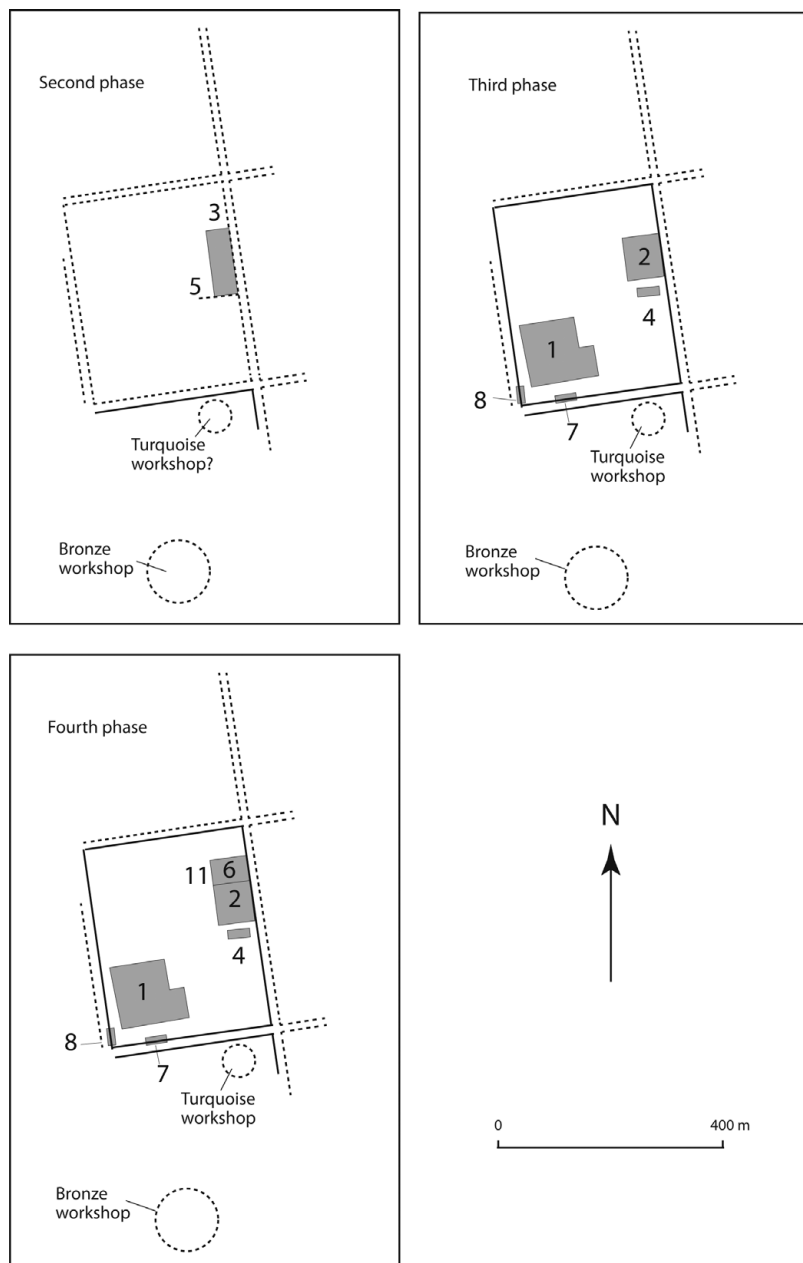 Second phase
3
5
Turquoise
workshop?
Bronze
workshop
Third phase
2
4
1
8
7
Turquoise
workshop
Bronze
workshop
Fourth phase
11
6
2
4
1
8
7
Turquoise
workshop
Bronze
workshop
N
0
400 m